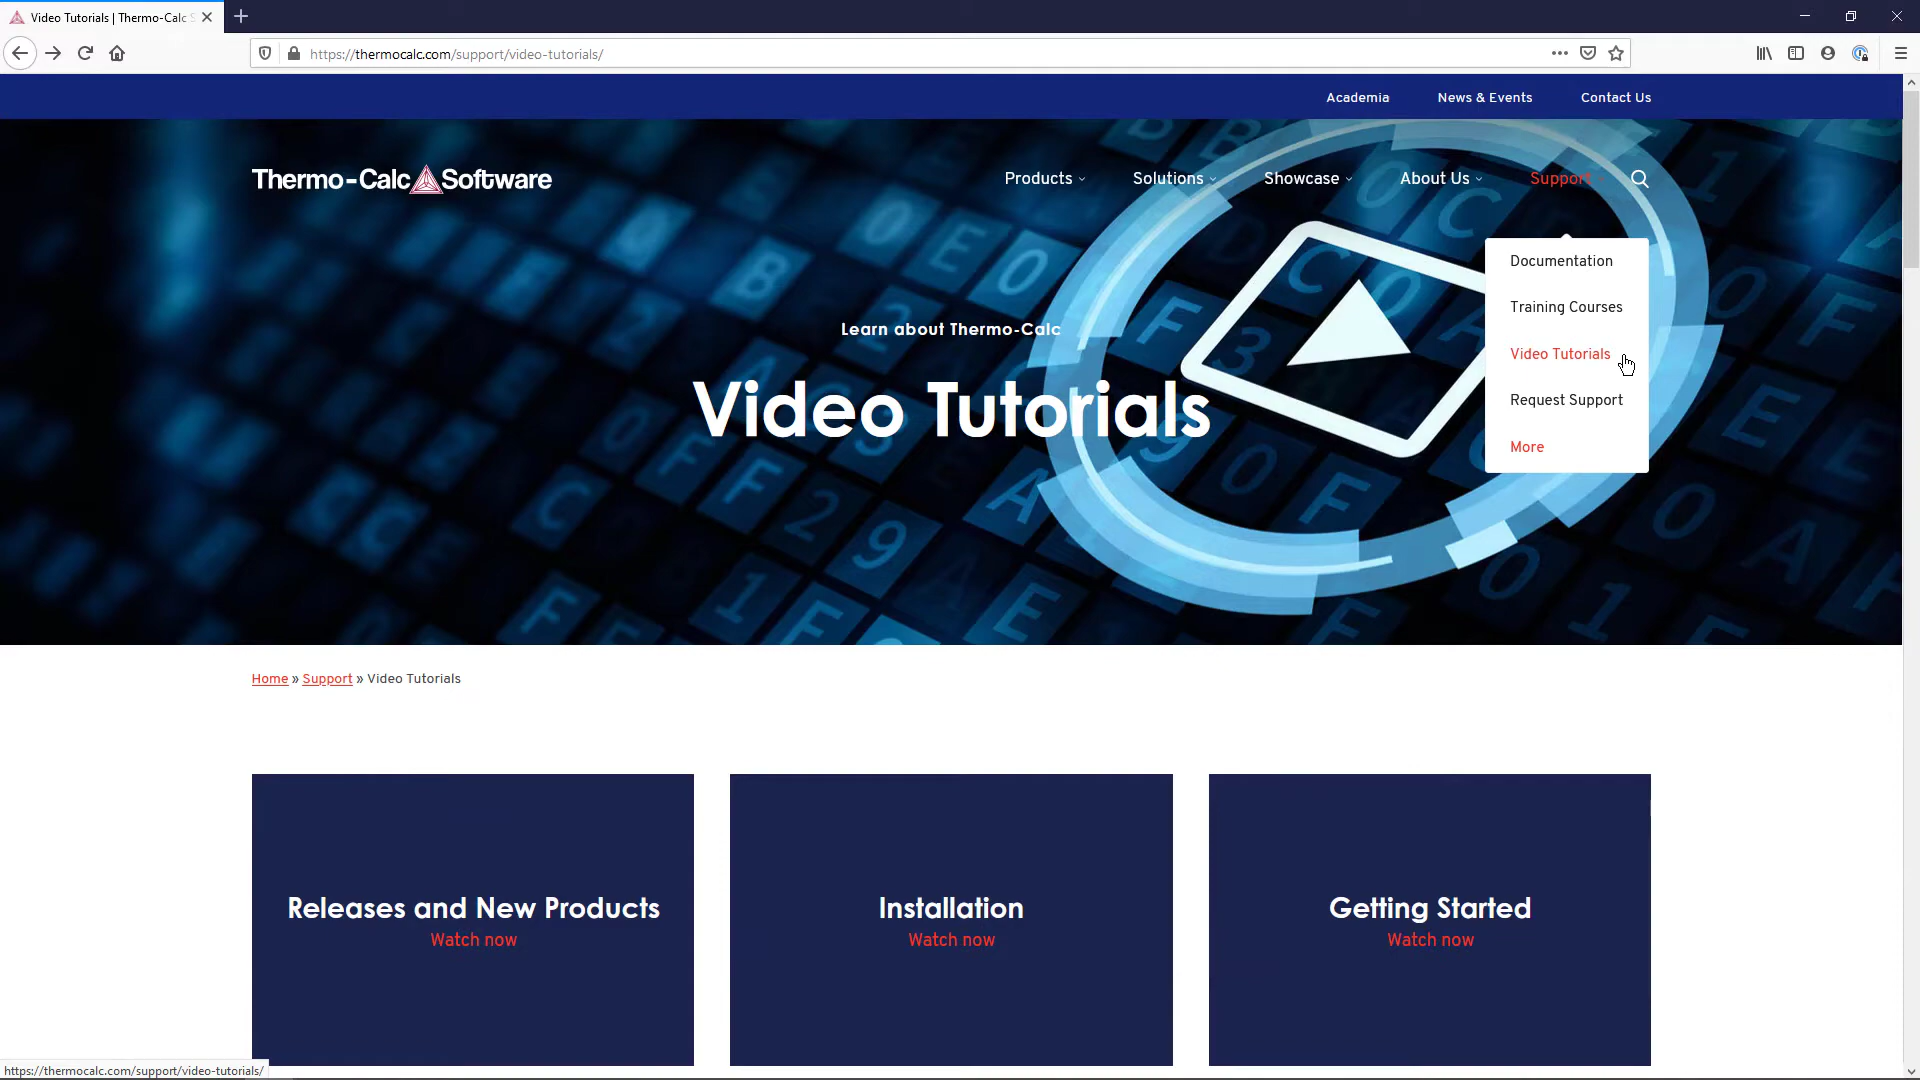 Video Tutorials | Thermo-Calc S
https://thermocalc.com/support/video-tutorials/
Academia
News & Events
Contact Us
Thermo-Calc Software
Products
Solutions
Showcase
About Us
Support
Documentation
Training Courses
Video Tutorials
Request Support
More
Learn about Thermo-Calc
Video Tutorials
Home » Support » Video Tutorials
Releases and New Products
Watch now
Installation
Watch now
Getting Started
Watch now
https://thermocalc.com/support/video-tutorials/